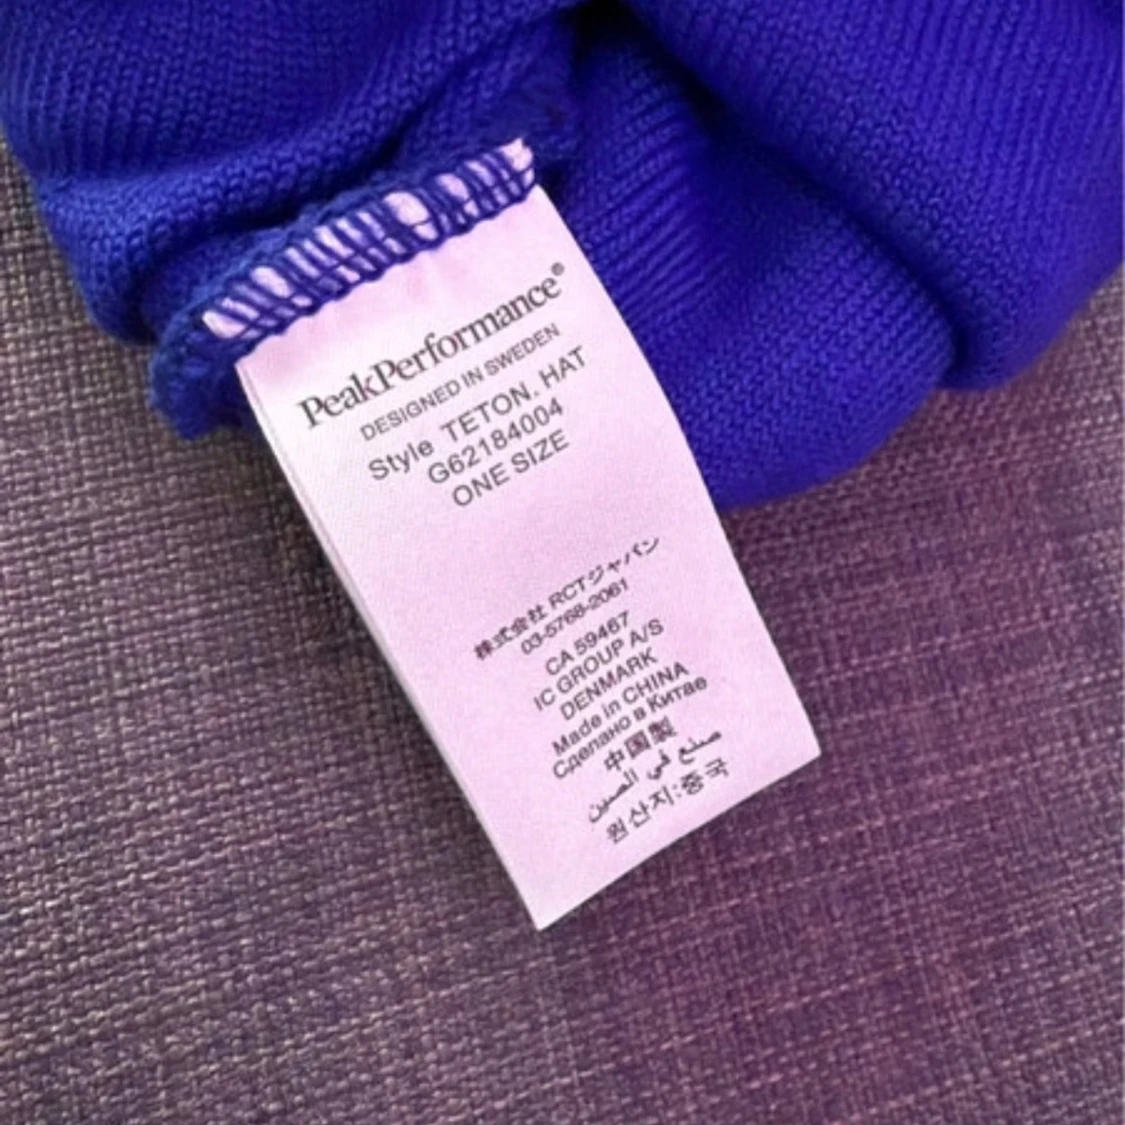 PeakPerformance®
DESIGNED IN SWEDEN
Style TETON. HAT
G62184004
ONE SIZE
株式会社 RCTジャパン
03-5768-2061
CA 59467
IC GROUP A/S
DENMARK
Made in CHINA
Сделано в Китае
中国製
صنع في الصين
원산지:중국